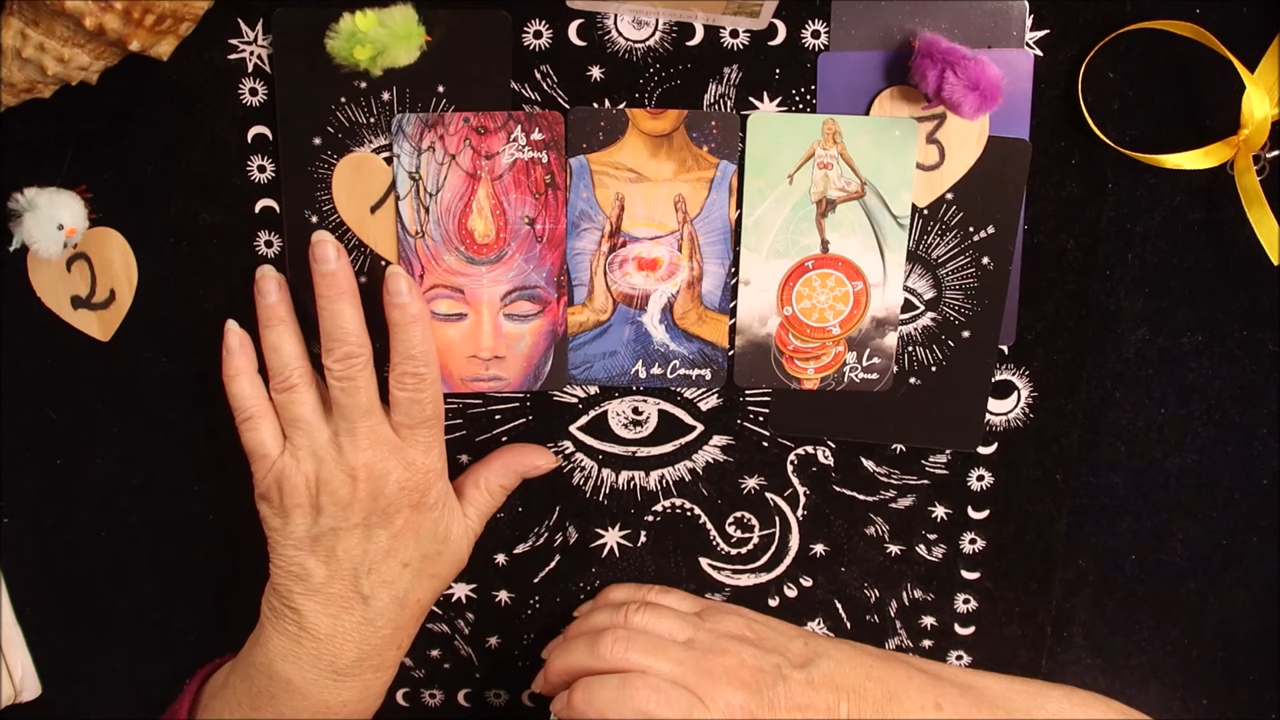 As de
Bâtons
3
1
2
T A R O
As de Coupes
10. La
Roue